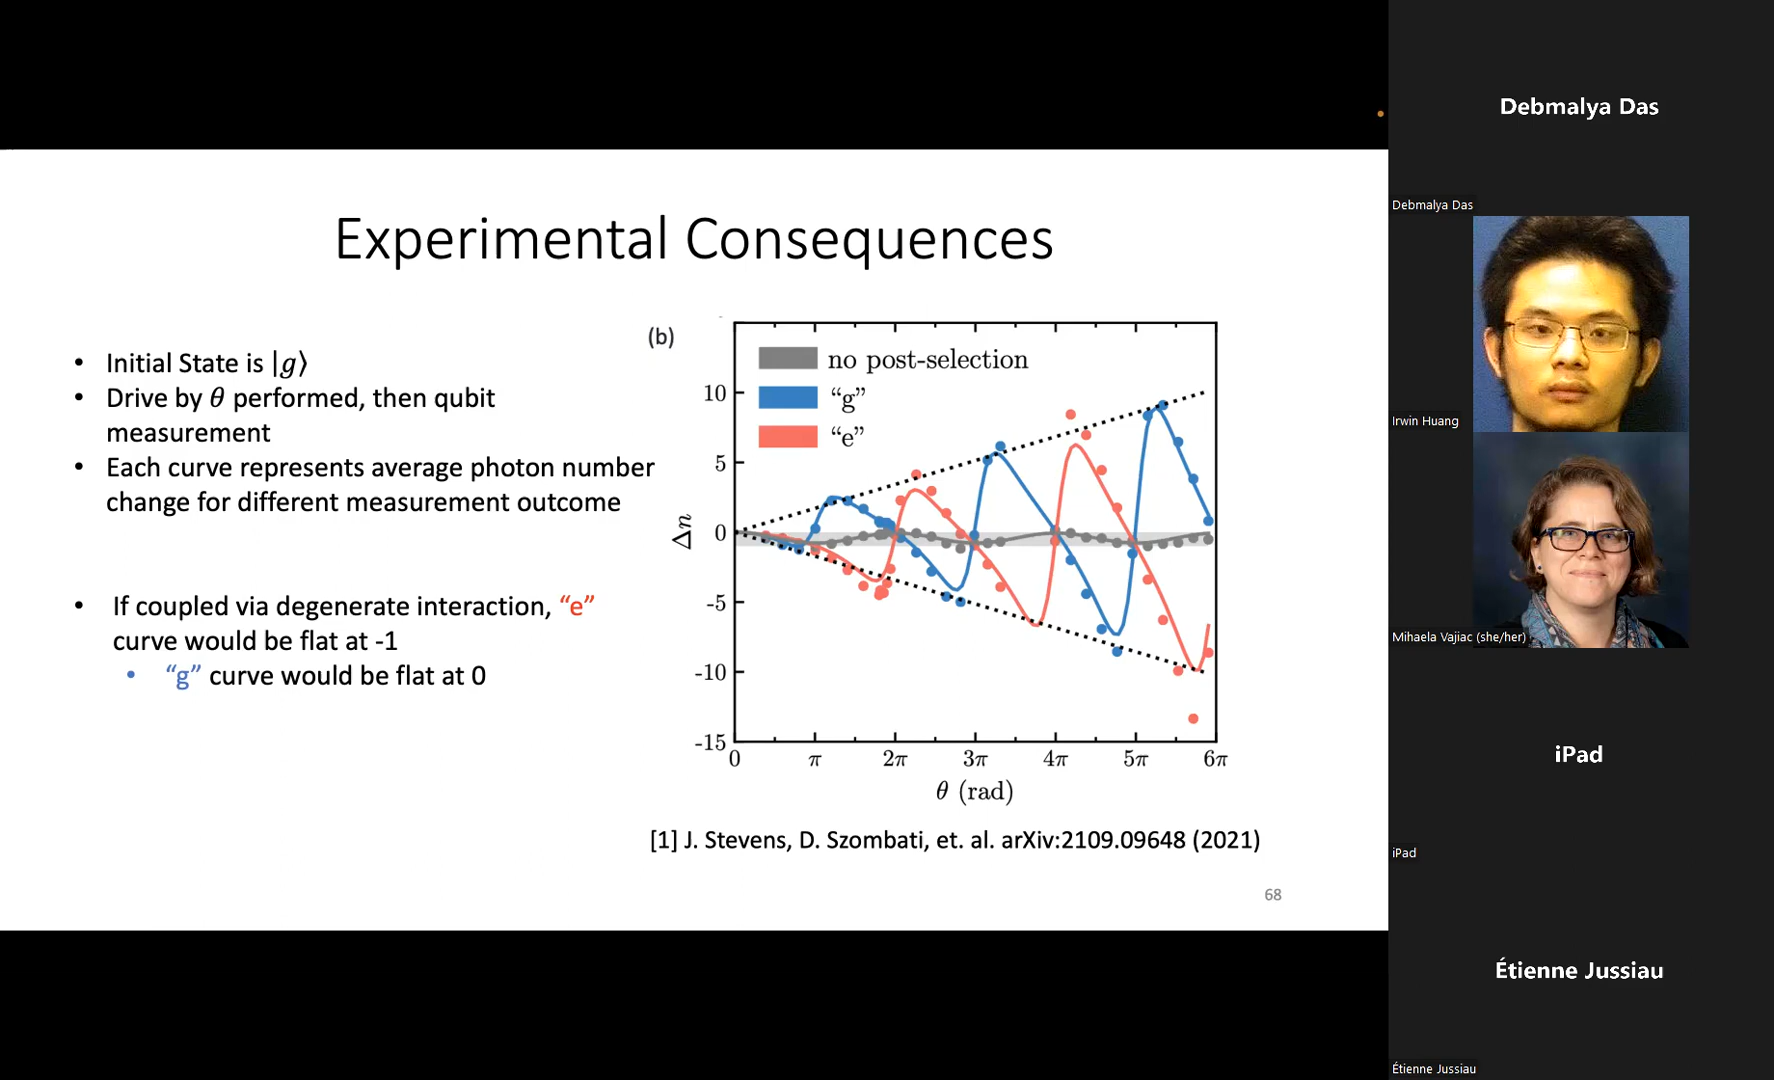 Experimental Consequences
• Initial State is |g⟩
• Drive by θ performed, then qubit
measurement
• Each curve represents average photon number
change for different measurement outcome
• If coupled via degenerate interaction, “e”
curve would be flat at -1
• “g” curve would be flat at 0
(b)
no post-selection
“g”
“e”
10
5
0
-5
-10
-15
Δn
0 π 2π 3π 4π 5π 6π
θ (rad)
[1] J. Stevens, D. Szombati, et. al. arXiv:2109.09648 (2021)
68
Debmalya Das
Debmalya Das
Irwin Huang
Mihaela Vajiac (she/her)
iPad
iPad
Étienne Jussiau
Étienne Jussiau